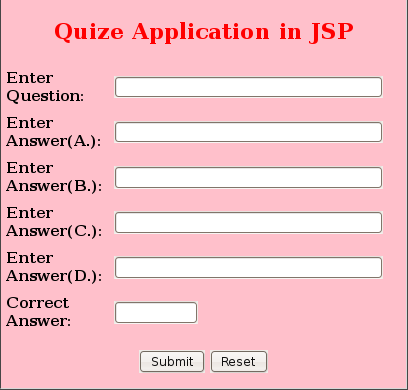 Quize Application in JSP
Enter
Question:
Enter
Answer(A.):
Enter
Answer(B.):
Enter
Answer(C.):
Enter
Answer(D.):
Correct
Answer:
Submit Reset